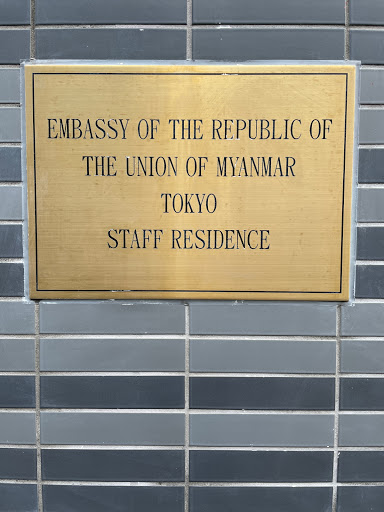 EMBASSY OF THE REPUBLIC OF
THE UNION OF MYANMAR
TOKYO
STAFF RESIDENCE